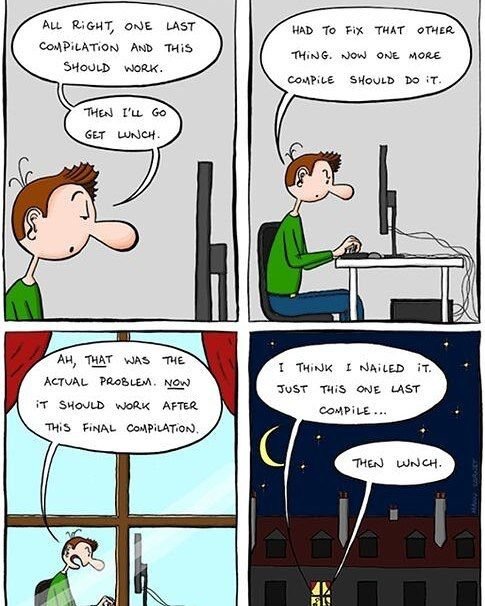 ALL RIGHT, ONE LAST
COMPILATION AND THIS
SHOULD WORK.
THEN I'LL GO
GET LUNCH.
HAD TO FIX THAT OTHER
THING. NOW ONE MORE
COMPILE SHOULD DO IT.
AH, THAT WAS THE
ACTUAL PROBLEM. NOW
IT SHOULD WORK AFTER
THIS FINAL COMPILATION.
I THINK I NAILED IT.
JUST THIS ONE LAST
COMPILE...
THEN LUNCH.
MANU CORNET